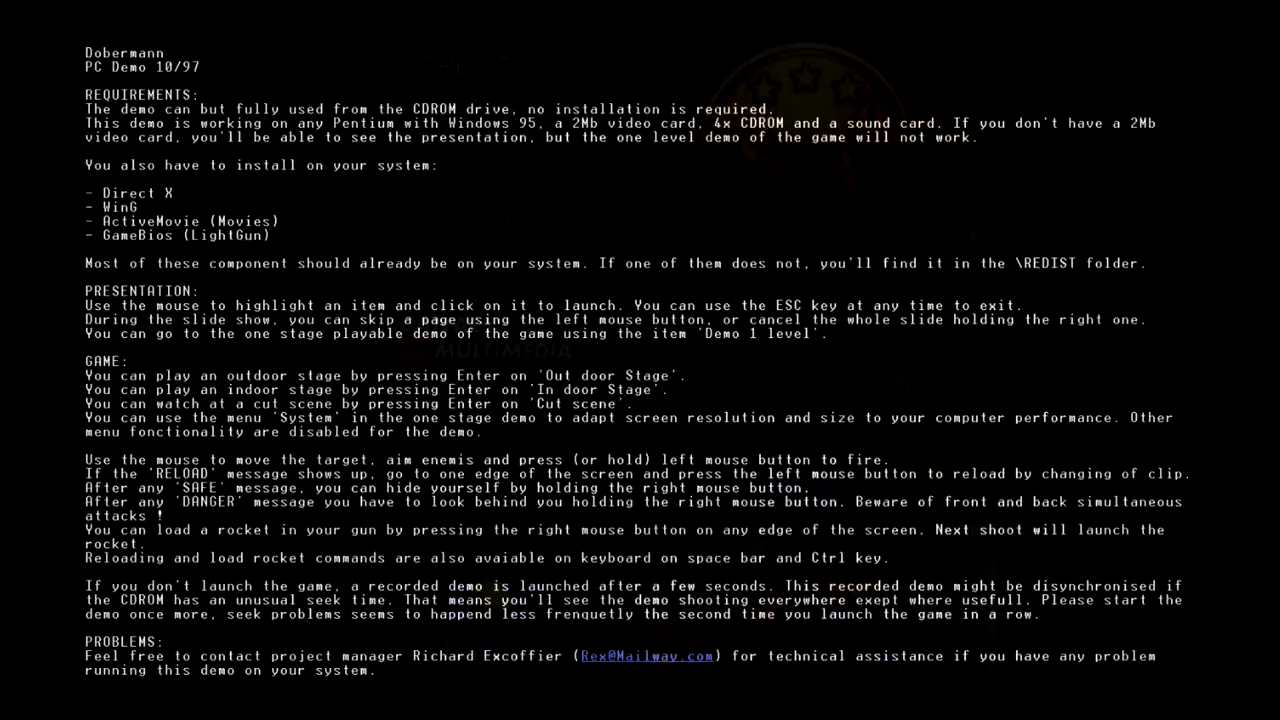 Dobermann
PC Demo 10/97
REQUIREMENTS:
The demo can but fully used from the CDROM drive, no installation is required.
This demo is working on any Pentium with Windows 95, a 2Mb video card, 4x CDROM and a sound card. If you don't have a 2Mb
video card, you'll be able to see the presentation, but the one level demo of the game will not work.
You also have to install on your system:
- Direct X
- WinG
- ActiveMovie (Movies)
- GameBios (LightGun)
Most of these component should already be on your system. If one of them does not, you'll find it in the \REDIST folder.
PRESENTATION:
Use the mouse to highlight an item and click on it to launch. You can use the ESC key at any time to exit.
During the slide show, you can skip a page using the left mouse button, or cancel the whole slide holding the right one.
You can go to the one stage playable demo of the game using the item 'Demo 1 level'.
MULTIMEDIA
GAME:
You can play an outdoor stage by pressing Enter on 'Out door Stage'.
You can play an indoor stage by pressing Enter on 'In door Stage'.
You can watch at a cut scene by pressing Enter on 'Cut scene'.
You can use the menu 'System' in the one stage demo to adapt screen resolution and size to your computer performance. Other
menu fonctionality are disabled for the demo.
Use the mouse to move the target, aim enemis and press (or hold) left mouse button to fire.
If the 'RELOAD' message shows up, go to one edge of the screen and press the left mouse button to reload by changing of clip.
After any 'SAFE' message, you can hide yourself by holding the right mouse button.
After any 'DANGER' message you have to look behind you holding the right mouse button. Beware of front and back simultaneous
attacks !
You can load a rocket in your gun by pressing the right mouse button on any edge of the screen. Next shoot will launch the
rocket.
Reloading and load rocket commands are also avaiable on keyboard on space bar and Ctrl key.
If you don't launch the game, a recorded demo is launched after a few seconds. This recorded demo might be disynchronised if
the CDROM has an unusual seek time. That means you'll see the demo shooting everywhere exept where usefull. Please start the
demo once more, seek problems seems to happend less frenquetly the second time you launch the game in a row.
PROBLEMS:
Feel free to contact project manager Richard Excoffier (Rex@Mailway.com) for technical assistance if you have any problem
running this demo on your system.